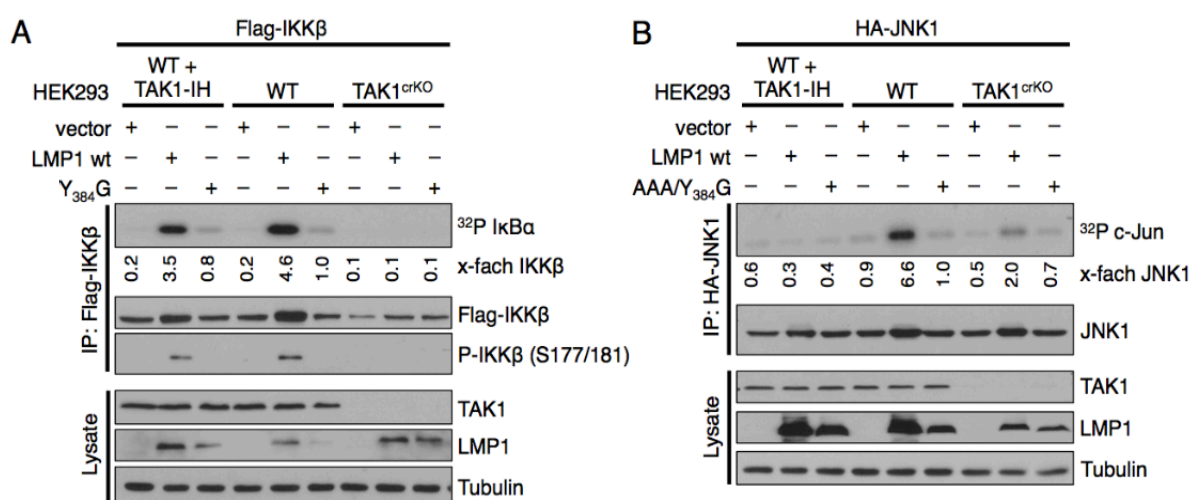 A
Flag-IKKβ
HEK293
WT +
TAK1-IH
WT
TAK1crKO
vector + – – + – – + – –
LMP1 wt – + – – + – – + –
Y384G – – + – – + – – +
IP: Flag-IKKβ
32P IκBα
0.2 3.5 0.8 0.2 4.6 1.0 0.1 0.1 0.1 x-fach IKKβ
Flag-IKKβ
P-IKKβ (S177/181)
Lysate
TAK1
LMP1
Tubulin
B
HA-JNK1
HEK293
WT +
TAK1-IH
WT
TAK1crKO
vector + – – + – – + – –
LMP1 wt – + – – + – – + –
AAA/Y384G – – + – – + – – +
IP: HA-JNK1
32P c-Jun
0.6 0.3 0.4 0.9 6.6 1.0 0.5 2.0 0.7 x-fach JNK1
JNK1
Lysate
TAK1
LMP1
Tubulin